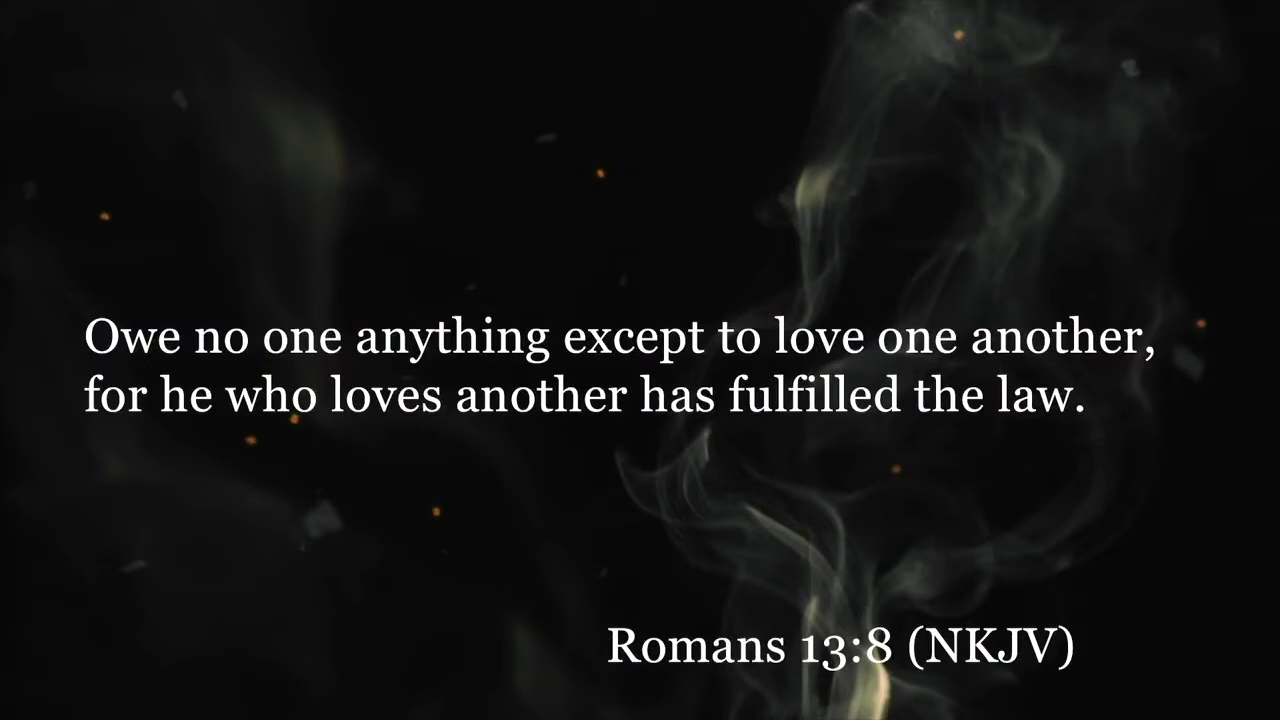 Owe no one anything except to love one another,
for he who loves another has fulfilled the law.
Romans 13:8 (NKJV)